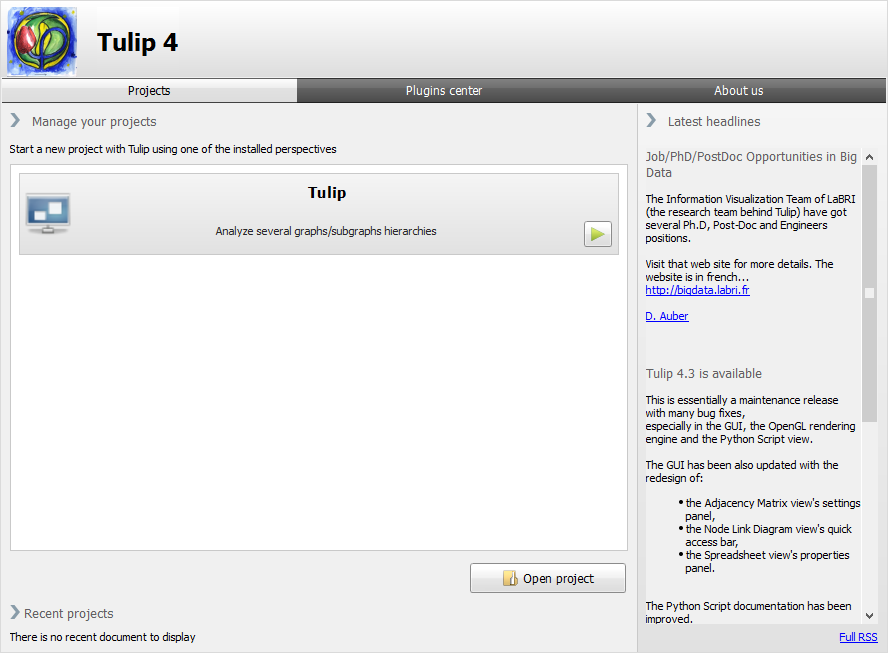 Tulip 4
Projects
Plugins center
About us
Manage your projects
Start a new project with Tulip using one of the installed perspectives
Tulip
Analyze several graphs/subgraphs hierarchies
Open project
Recent projects
There is no recent document to display
Latest headlines
Job/PhD/PostDoc Opportunities in Big
Data
The Information Visualization Team of LaBRI
(the research team behind Tulip) have got
several Ph.D, Post-Doc and Engineers
positions.
Visit that web site for more details. The
website is in french...
http://bigdata.labri.fr
D. Auber
Tulip 4.3 is available
This is essentially a maintenance release
with many bug fixes,
especially in the GUI, the OpenGL rendering
engine and the Python Script view.
The GUI has been also updated with the
redesign of:
• the Adjacency Matrix view's settings
panel,
• the Node Link Diagram view's quick
access bar,
• the Spreadsheet view's properties
panel.
The Python Script documentation has been
improved.
Full RSS